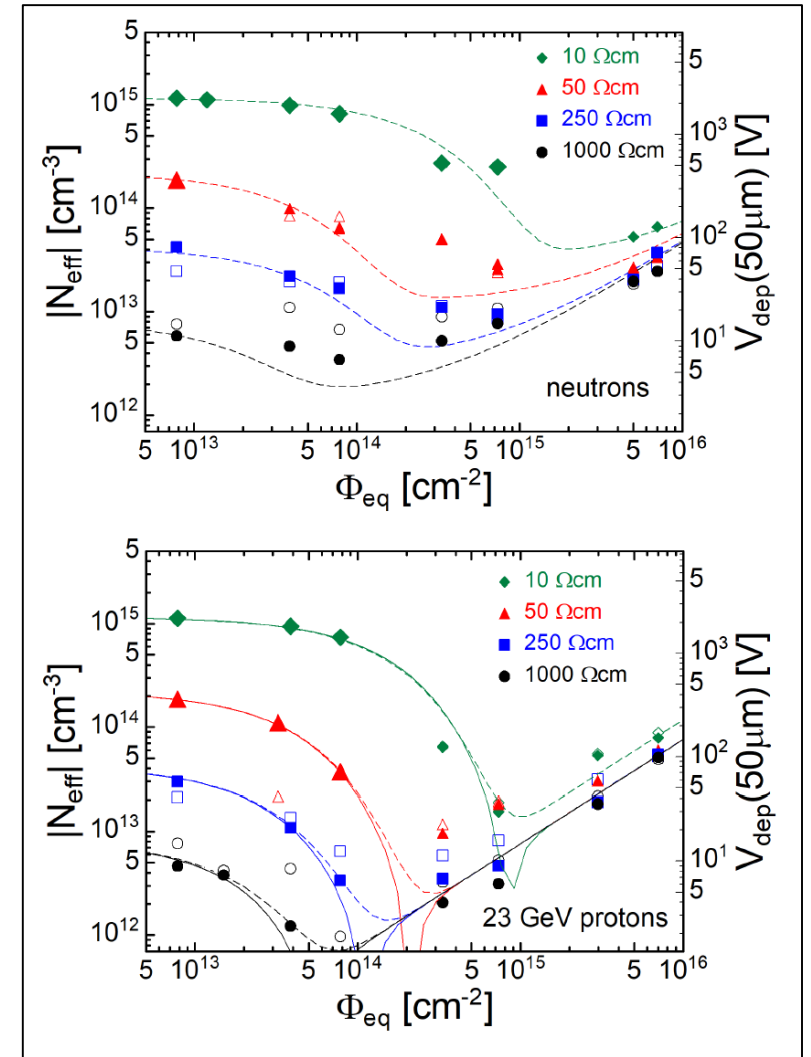 5
10^15
5
10^14
5
10^13
5
10^12
|N_eff| [cm^-3]
10 Ωcm
50 Ωcm
250 Ωcm
1000 Ωcm
neutrons
5
10^3
5
10^2
5
10^1
5
V_dep(50μm) [V]
5 10^13 5 10^14 5 10^15 5 10^16
Φ_eq [cm^-2]
5
10^15
5
10^14
5
10^13
5
10^12
|N_eff| [cm^-3]
10 Ωcm
50 Ωcm
250 Ωcm
1000 Ωcm
23 GeV protons
5
10^3
5
10^2
5
10^1
5
V_dep(50μm) [V]
5 10^13 5 10^14 5 10^15 5 10^16
Φ_eq [cm^-2]